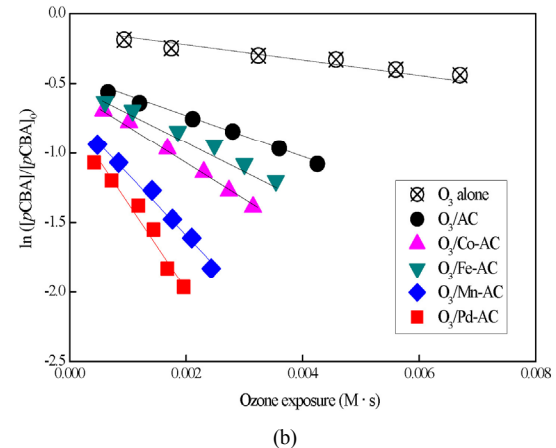 0.0
-0.5
-1.0
-1.5
-2.0
-2.5
ln ([pCBA]/[pCBA]₀)
O₃ alone
O₃/AC
O₃/Co-AC
O₃/Fe-AC
O₃/Mn-AC
O₃/Pd-AC
0.000 0.002 0.004 0.006 0.008
Ozone exposure (M · s)
(b)